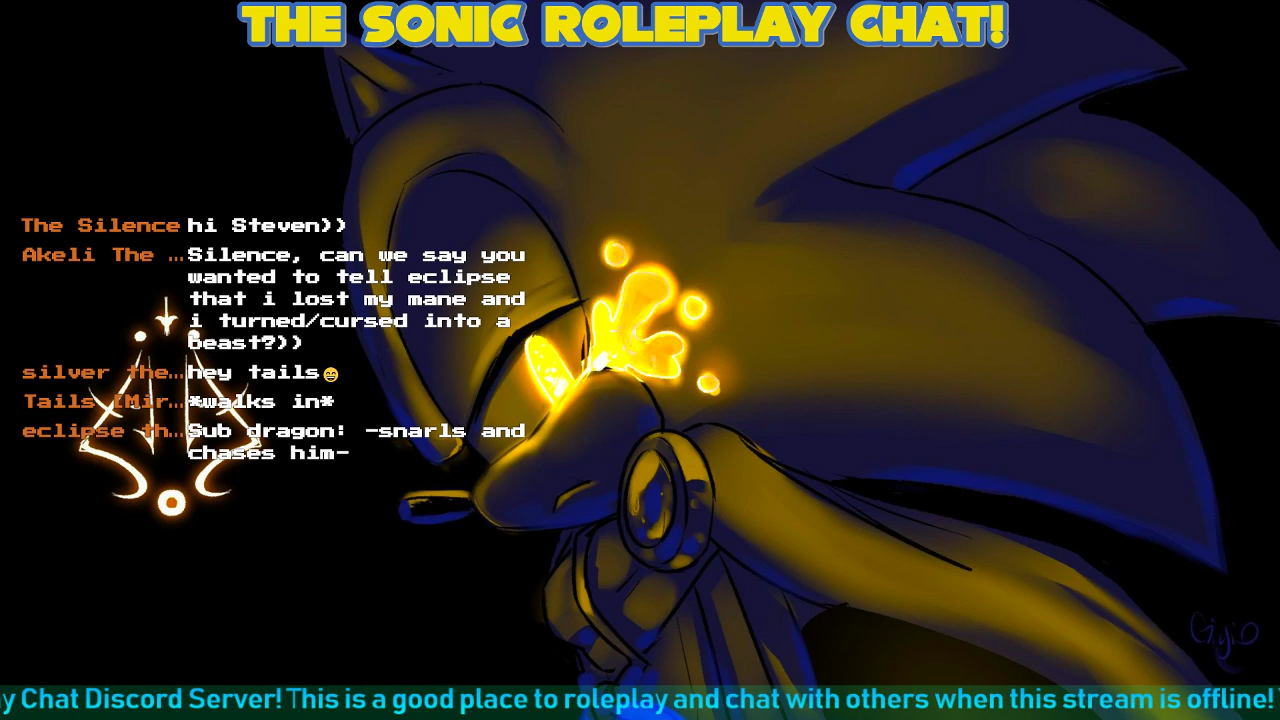 THE SONIC ROLEPLAY CHAT!
The Silence hi Steven))
Akeli The ... Silence, can we say you
wanted to tell eclipse
that i lost my mane and
i turned/cursed into a
beast?))
silver the... hey tails😄
Tails [Mir... *walks in*
eclipse th... Sub dragon: -snarls and
chases him-
y Chat Discord Server! This is a good place to roleplay and chat with others when this stream is offline!